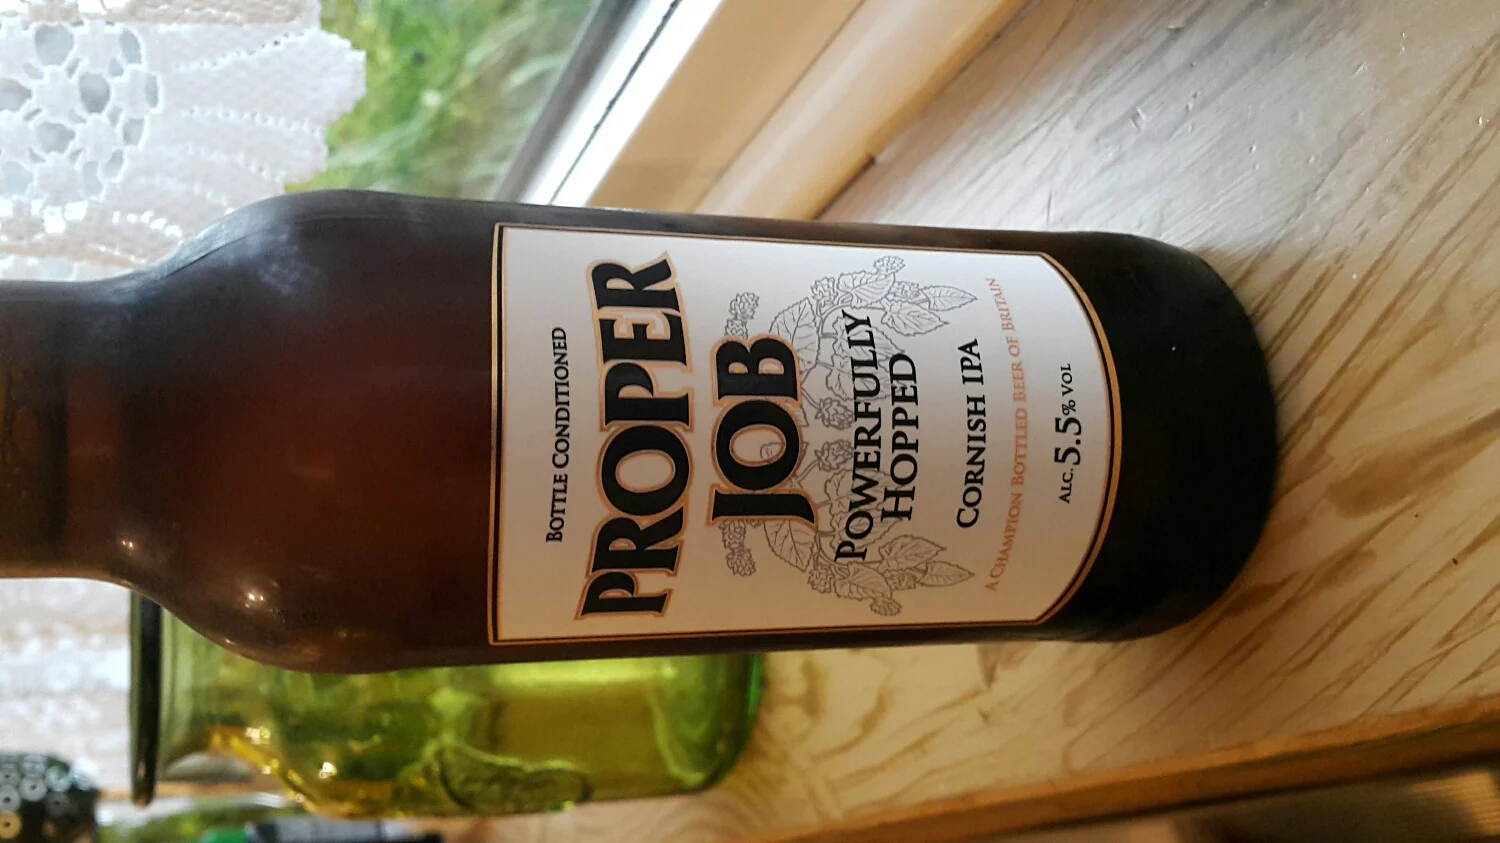 BOTTLE CONDITIONED
PROPER
JOB
POWERFULLY
HOPPED
CORNISH IPA
A CHAMPION BOTTLED BEER OF BRITAIN
ALC. 5.5% VOL